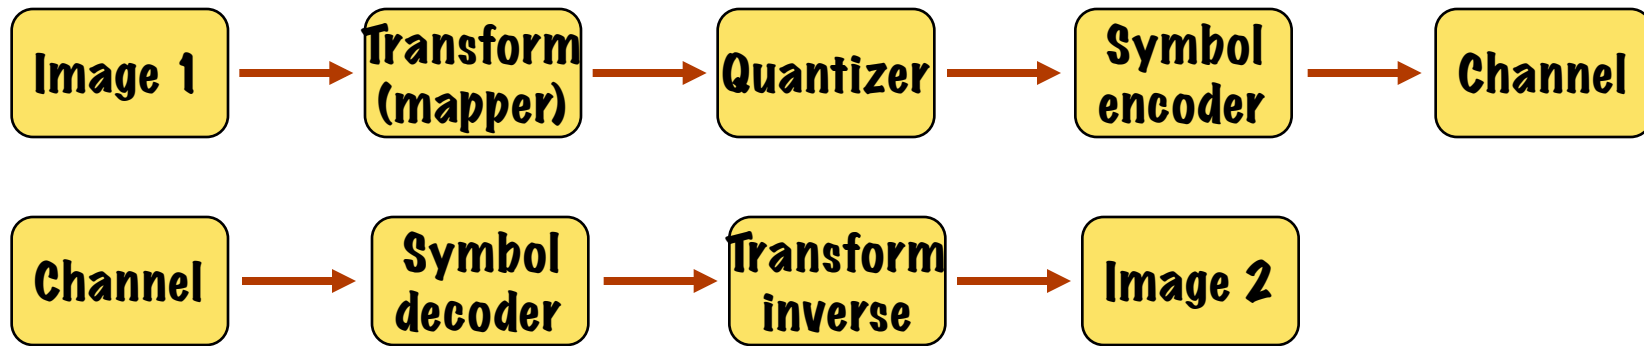 Image 1
Transform
(mapper)
Quantizer
Symbol
encoder
Channel
Channel
Symbol
decoder
Transform
inverse
Image 2